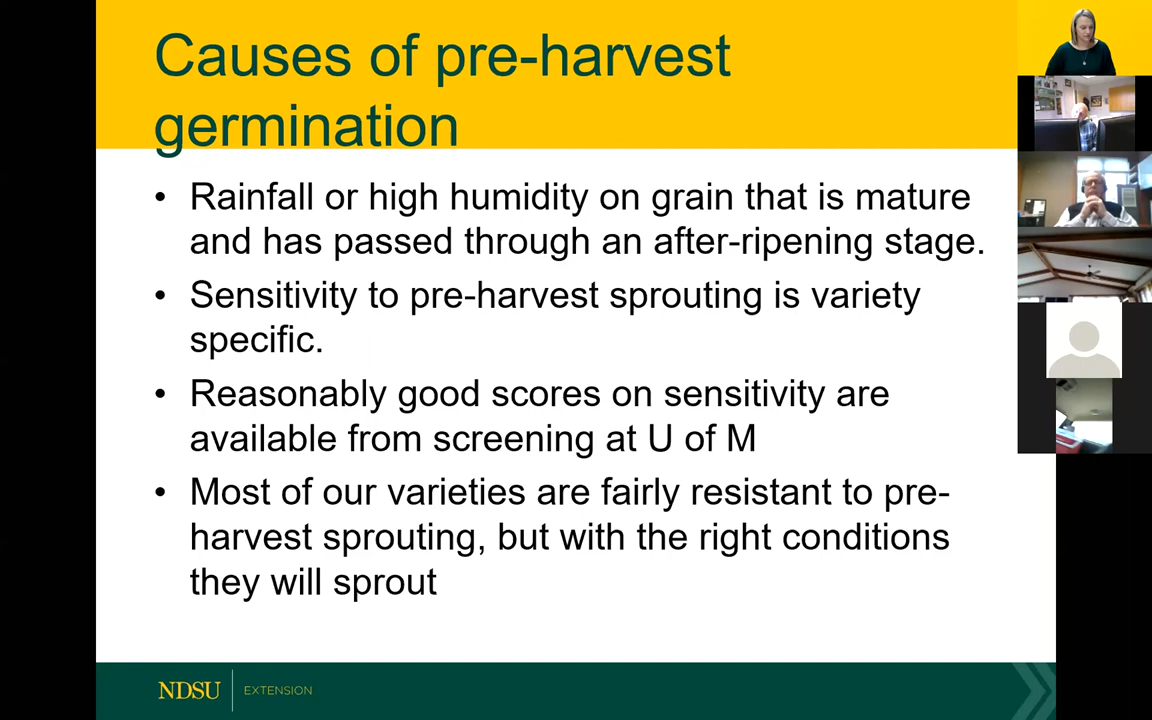 Causes of pre-harvest
germination
• Rainfall or high humidity on grain that is mature
and has passed through an after-ripening stage.
• Sensitivity to pre-harvest sprouting is variety
specific.
• Reasonably good scores on sensitivity are
available from screening at U of M
• Most of our varieties are fairly resistant to pre-
harvest sprouting, but with the right conditions
they will sprout
NDSU EXTENSION